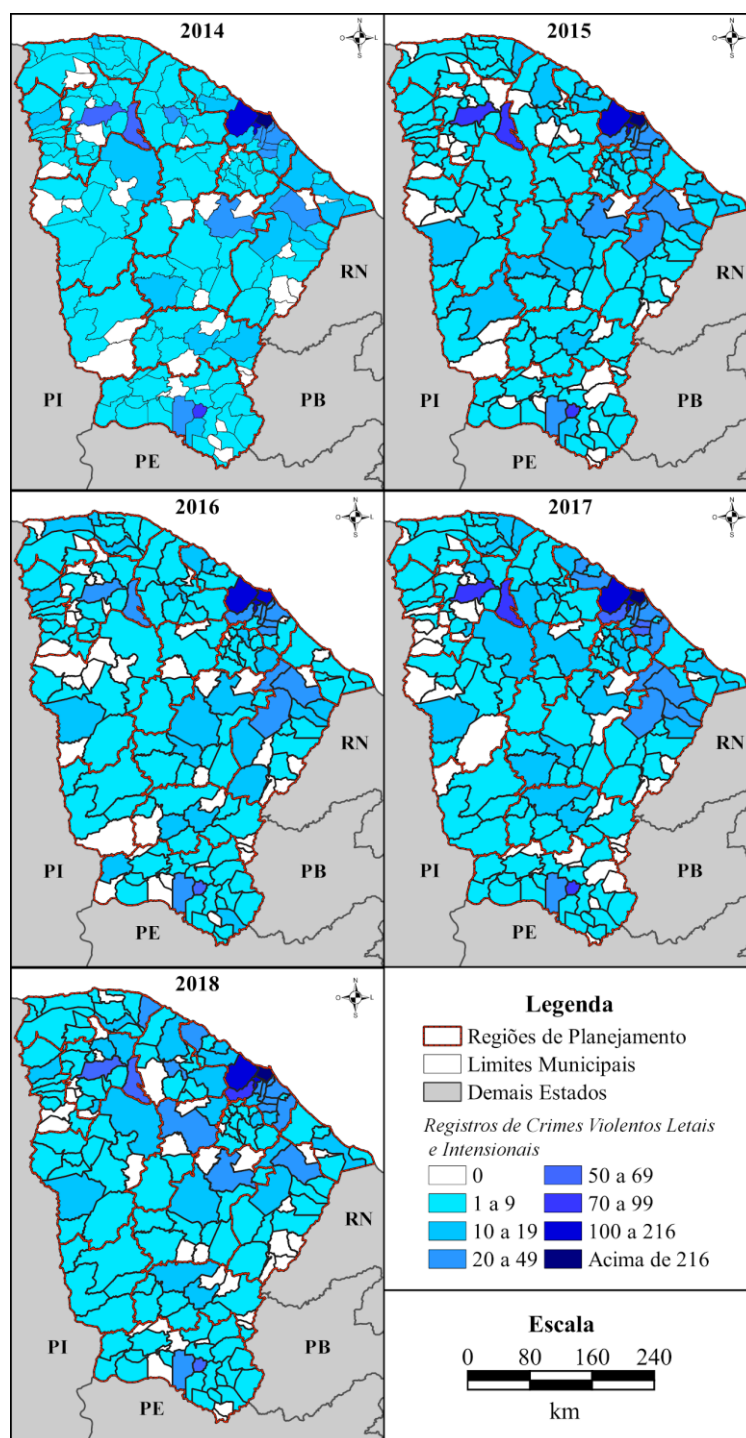 2014
N
O L
S
RN
PI
PB
PE
2015
N
O L
S
RN
PI
PB
PE
2016
N
O L
S
RN
PI
PB
PE
2017
N
O L
S
RN
PI
PB
PE
2018
N
O L
S
RN
PI
PB
PE
Legenda
Regiões de Planejamento
Limites Municipais
Demais Estados
Registros de Crimes Violentos Letais
e Intensionais
0
1 a 9
10 a 19
20 a 49
50 a 69
70 a 99
100 a 216
Acima de 216
Escala
0 80 160 240
km